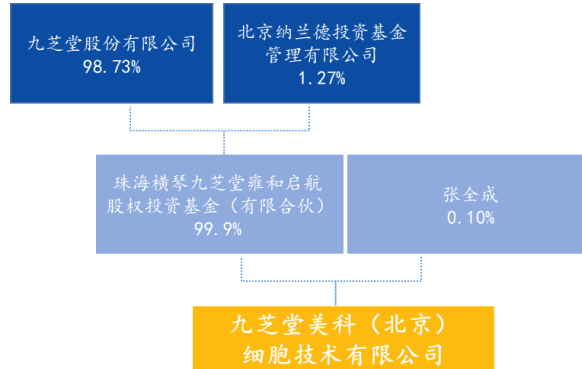 九芝堂股份有限公司
98.73%
北京纳兰德投资基金
管理有限公司
1.27%
珠海横琴九芝堂雍和启航
股权投资基金（有限合伙）
99.9%
张全成
0.10%
九芝堂美科（北京）
细胞技术有限公司